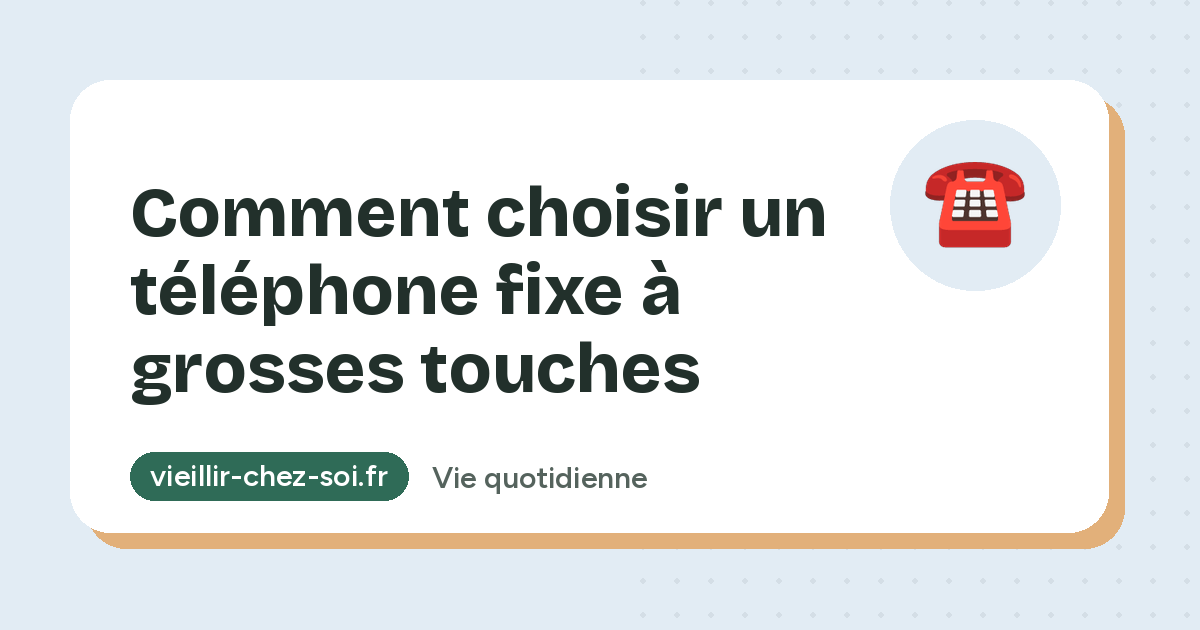 Comment choisir un
téléphone fixe à
grosses touches
vieillir-chez-soi.fr
Vie quotidienne